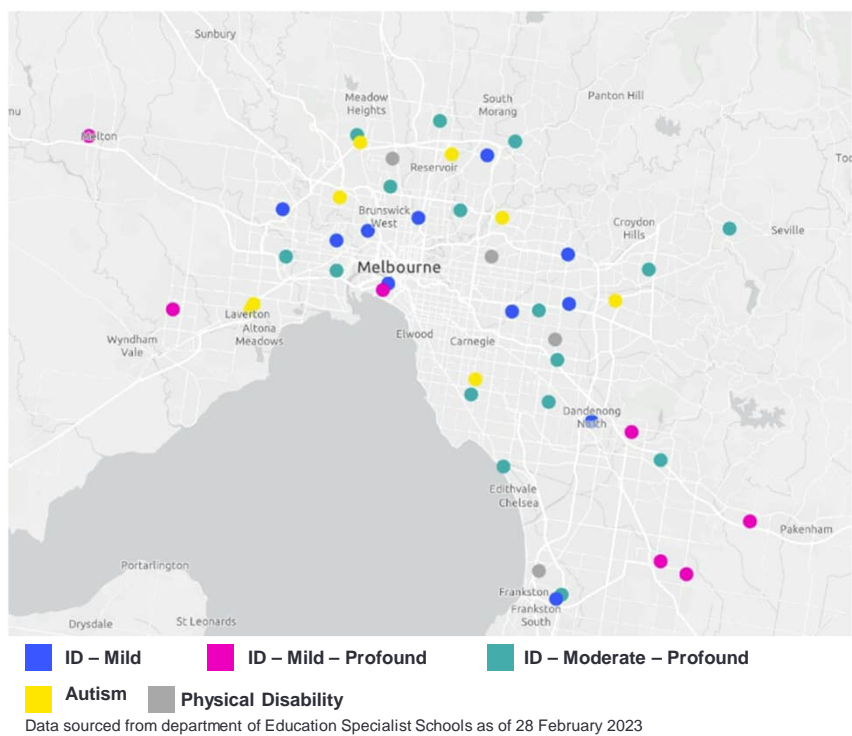 Sunbury
Meadow
Heights
South
Morang
Panton Hill
nu
Melton
Reservoir
Brunswick
West
Croydon
Hills
Seville
Melbourne
Laverton
Altona
Meadows
Wyndham
Vale
Elwood
Carnegie
Dandenong
North
Edithvale
Chelsea
Pakenham
Portarlington
Frankston
Frankston
South
Drysdale
St Leonards
ID – Mild
ID – Mild – Profound
ID – Moderate – Profound
Autism
Physical Disability
Data sourced from department of Education Specialist Schools as of 28 February 2023